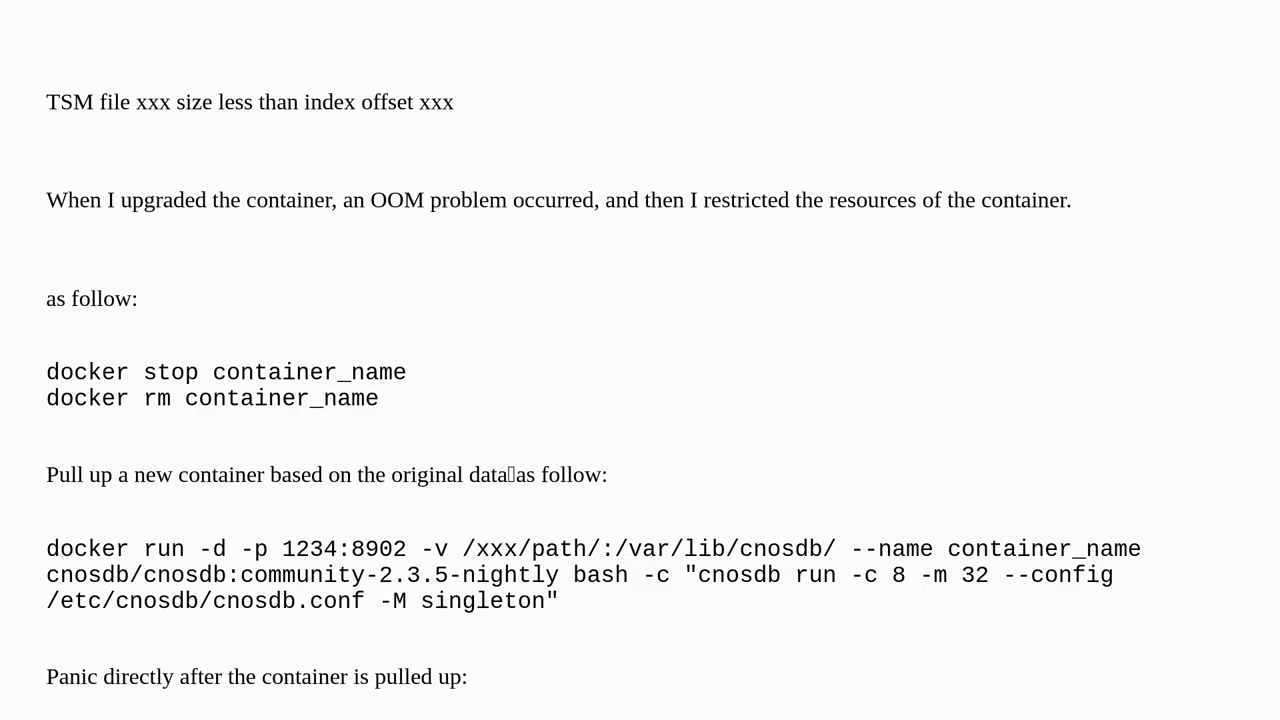 TSM file xxx size less than index offset xxx
When I upgraded the container, an OOM problem occurred, and then I restricted the resources of the container.
as follow:
docker stop container_name
docker rm container_name
Pull up a new container based on the original data▯as follow:
docker run -d -p 1234:8902 -v /xxx/path/:/var/lib/cnosdb/ --name container_name
cnosdb/cnosdb:community-2.3.5-nightly bash -c "cnosdb run -c 8 -m 32 --config
/etc/cnosdb/cnosdb.conf -M singleton"
Panic directly after the container is pulled up: